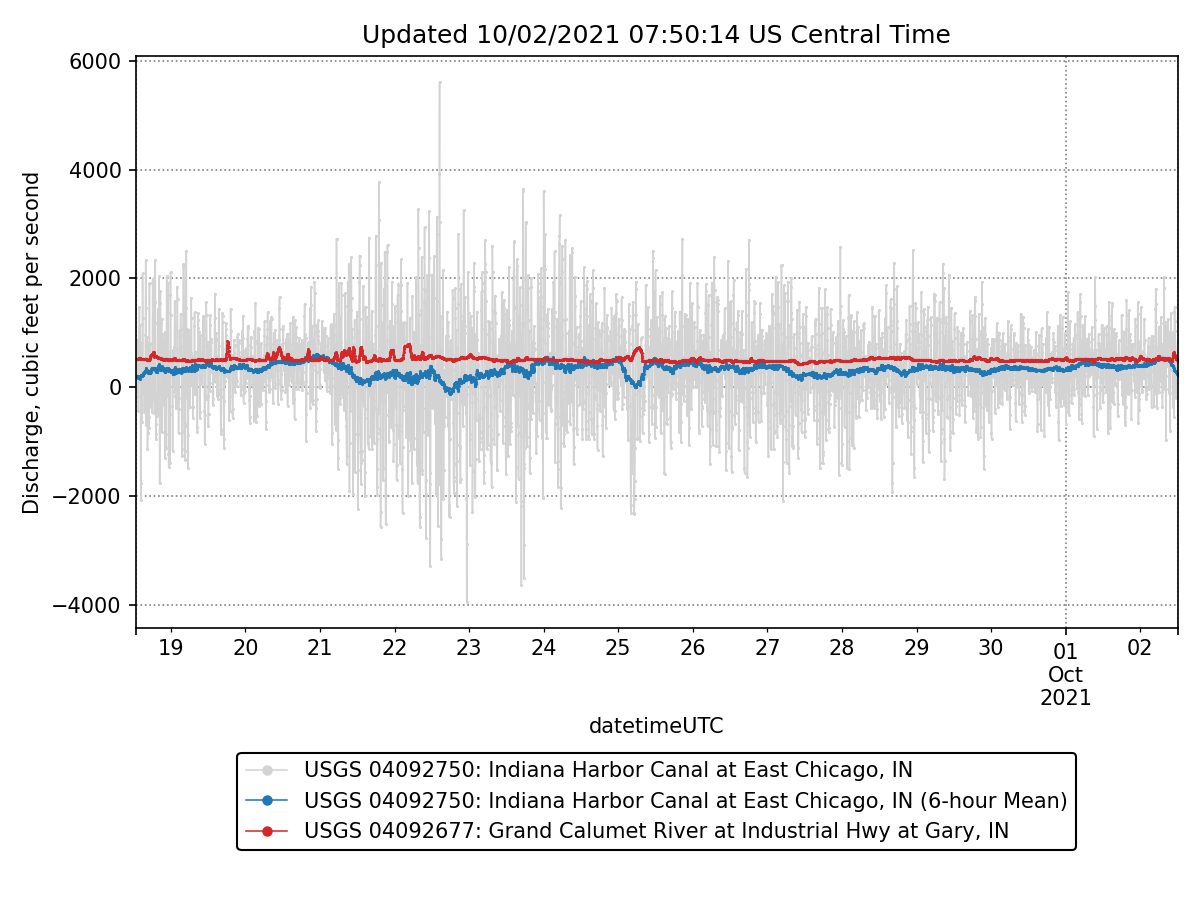 Updated 10/02/2021 07:50:14 US Central Time
Discharge, cubic feet per second
6000
4000
2000
0
−2000
−4000
19 20 21 22 23 24 25 26 27 28 29 30 01 02
Oct
2021
datetimeUTC
USGS 04092750: Indiana Harbor Canal at East Chicago, IN
USGS 04092750: Indiana Harbor Canal at East Chicago, IN (6-hour Mean)
USGS 04092677: Grand Calumet River at Industrial Hwy at Gary, IN